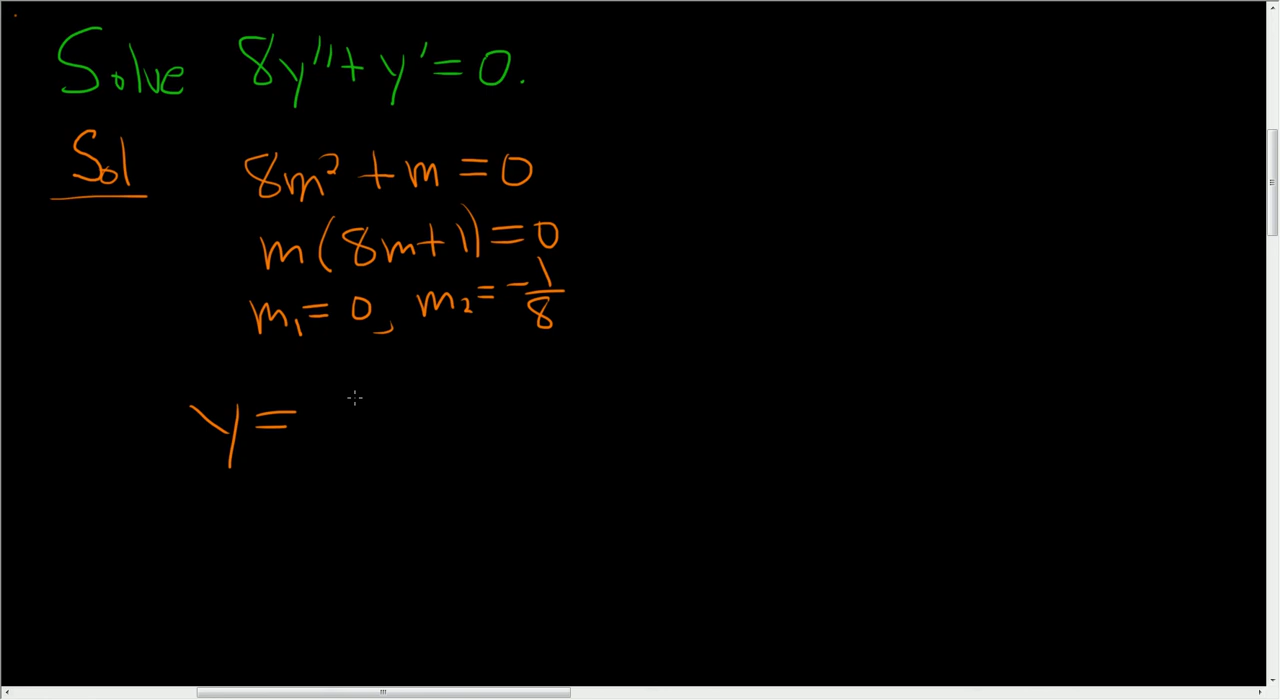 Solve 8y'' + y' = 0.
Sol 8m² + m = 0
m(8m+1) = 0
m₁ = 0, m₂ = -1/8
y =